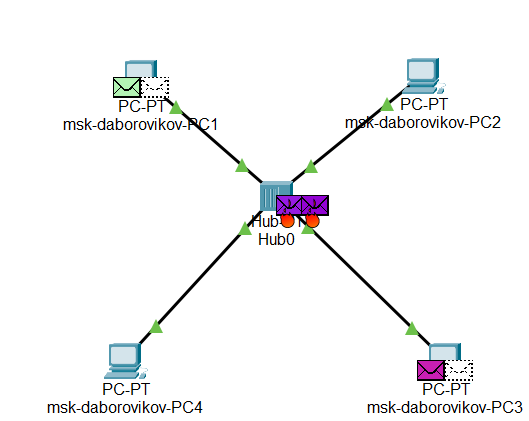 PC-PT
msk-daborovikov-PC1
PC-PT
msk-daborovikov-PC2
Hub-
Hub0
PC-PT
msk-daborovikov-PC4
PC-PT
msk-daborovikov-PC3